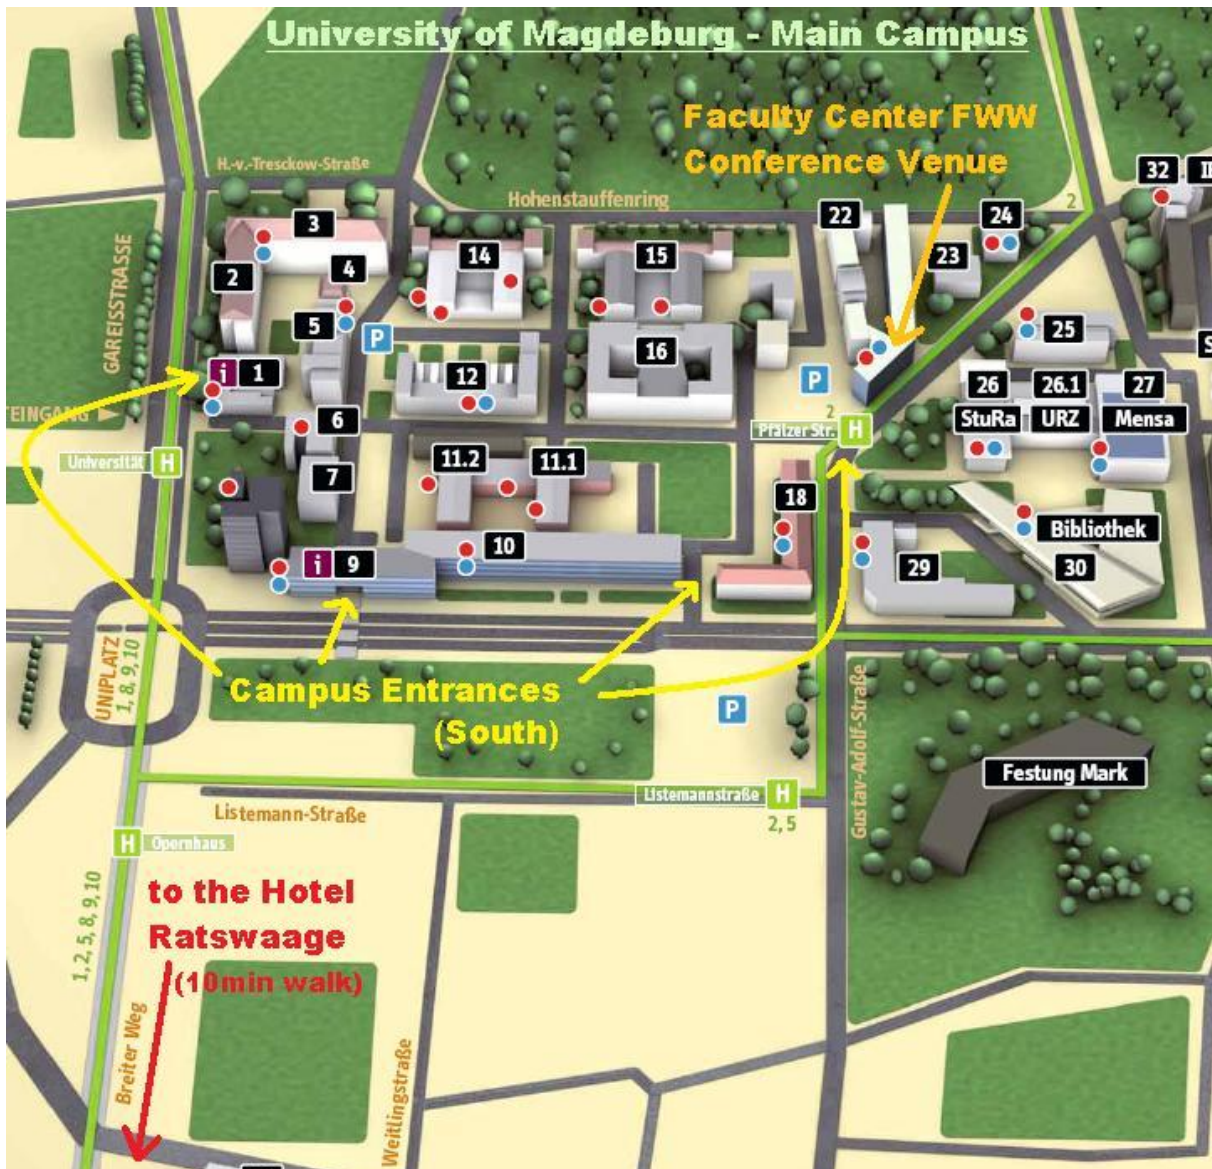 University of Magdeburg - Main Campus
Faculty Center FWW
Conference Venue
H.-v.-Tresckow-Straße
Hohenstauffenring
32
2
3
14
15
22
24
23
2
4
5
GAREISSTRASSE
P
25
i 1
12
16
P
26
26.1
27
TEINGANG
6
2
StuRa
URZ
Mensa
Pfälzer Str. H
Universität H
7
11.2
11.1
18
Bibliothek
10
i 9
29
30
UNIPLATZ
1, 8, 9, 10
Campus Entrances
(South)
P
Gustav-Adolf-Straße
Festung Mark
Listemannstraße H
2, 5
Listemann-Straße
H Opernhaus
to the Hotel
Ratswaage
(10min walk)
1, 2, 5, 8, 9, 10
Breiter Weg
Weitlingstraße